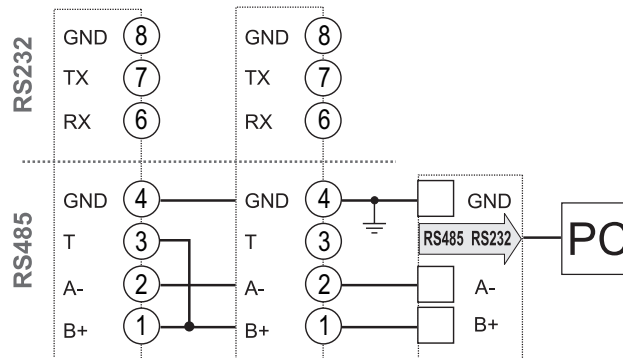 RS232
GND 8 GND 8
TX 7 TX 7
RX 6 RX 6
RS485
GND 4 GND 4 GND
T 3 T 3 RS485 RS232 PC
A- 2 A- 2 A-
B+ 1 B+ 1 B+